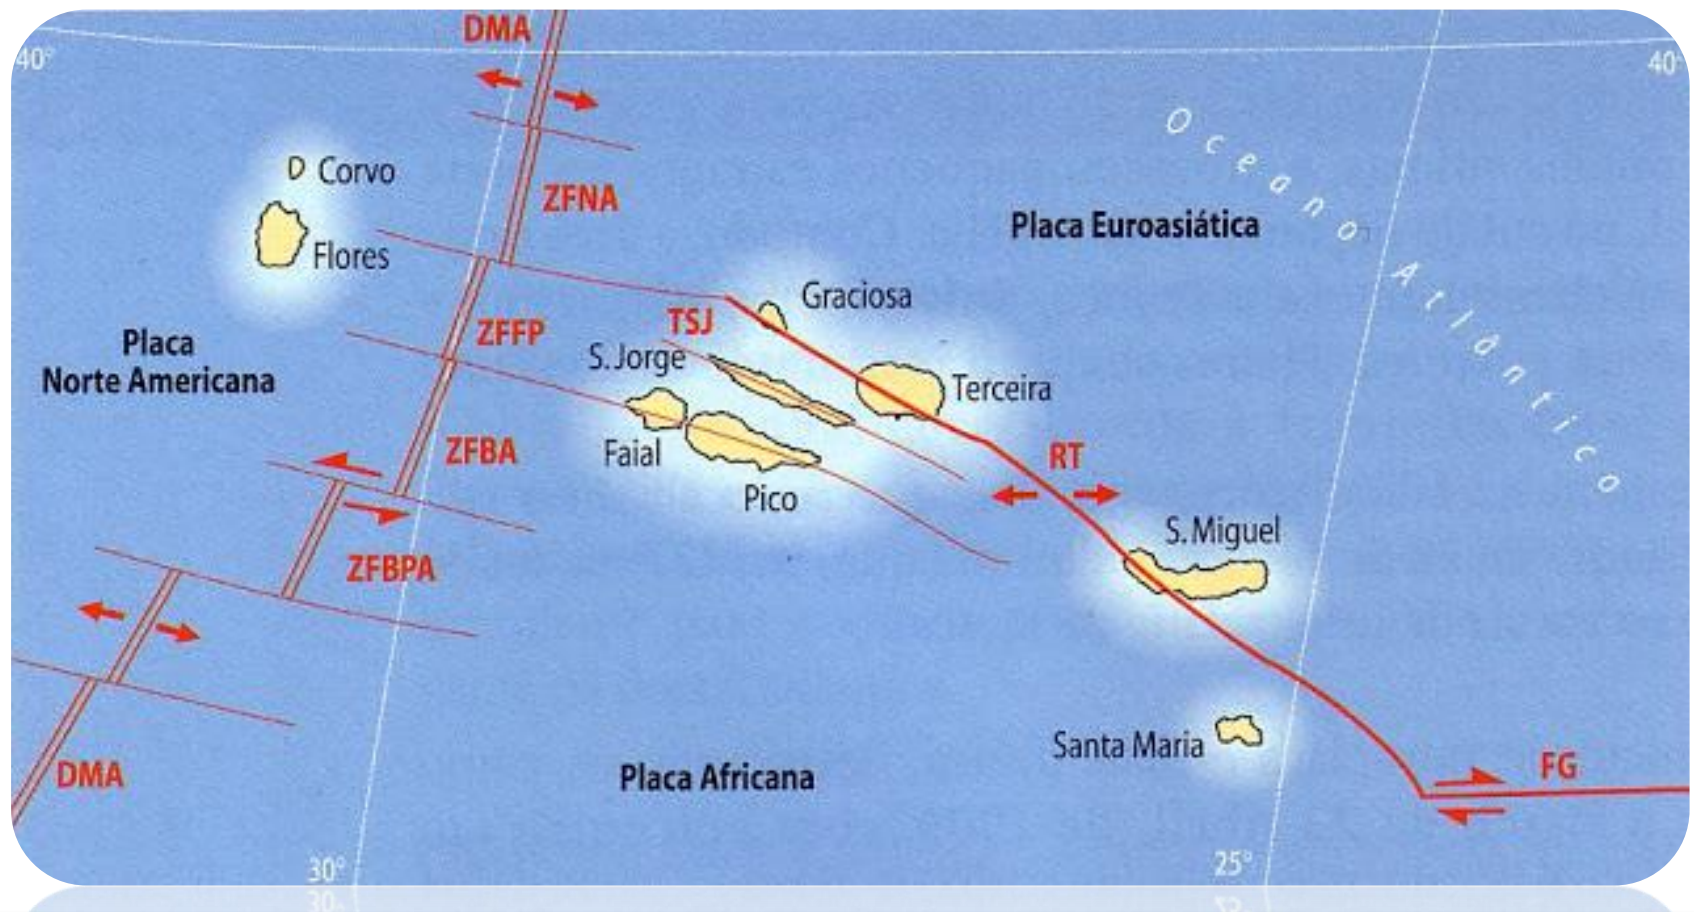 DMA
40°
40°
Oceano Atlântico
Corvo
ZFNA
Placa Euroasiática
Flores
Graciosa
TSJ
ZFFP
Placa
Norte Americana
S. Jorge
Terceira
ZFBA
Faial
RT
Pico
S. Miguel
ZFBPA
Santa Maria
DMA
Placa Africana
FG
30°
25°